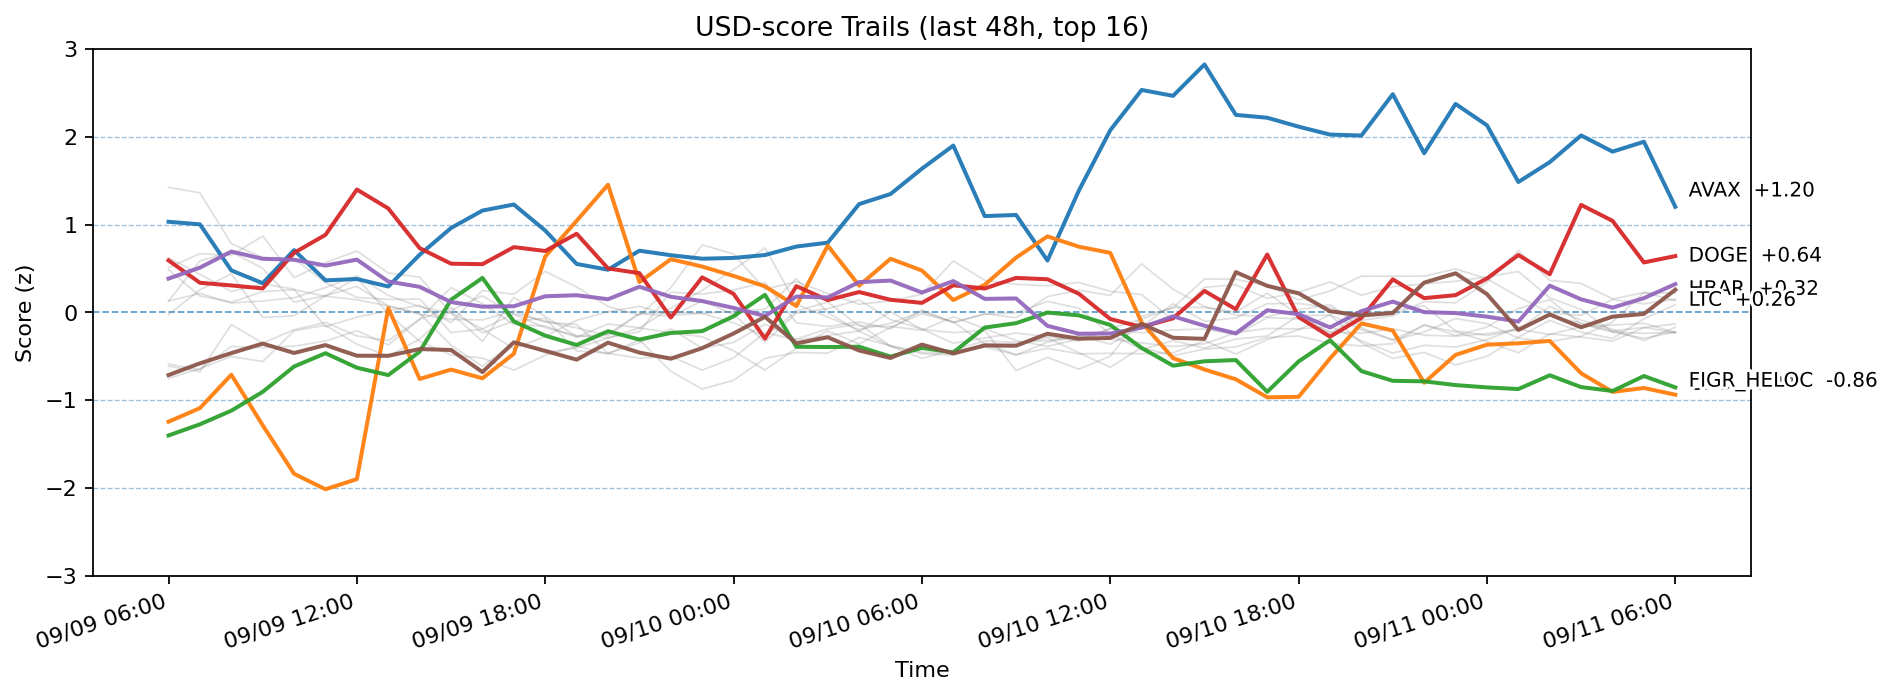 USD-score Trails (last 48h, top 16)
Score (z)
3
2
1
0
−1
−2
−3
AVAX +1.20
DOGE +0.64
HBAR +0.32
LTC +0.26
FIGR_HELOC -0.86
09/09 06:00
09/09 12:00
09/09 18:00
09/10 00:00
09/10 06:00
09/10 12:00
09/10 18:00
09/11 00:00
09/11 06:00
Time